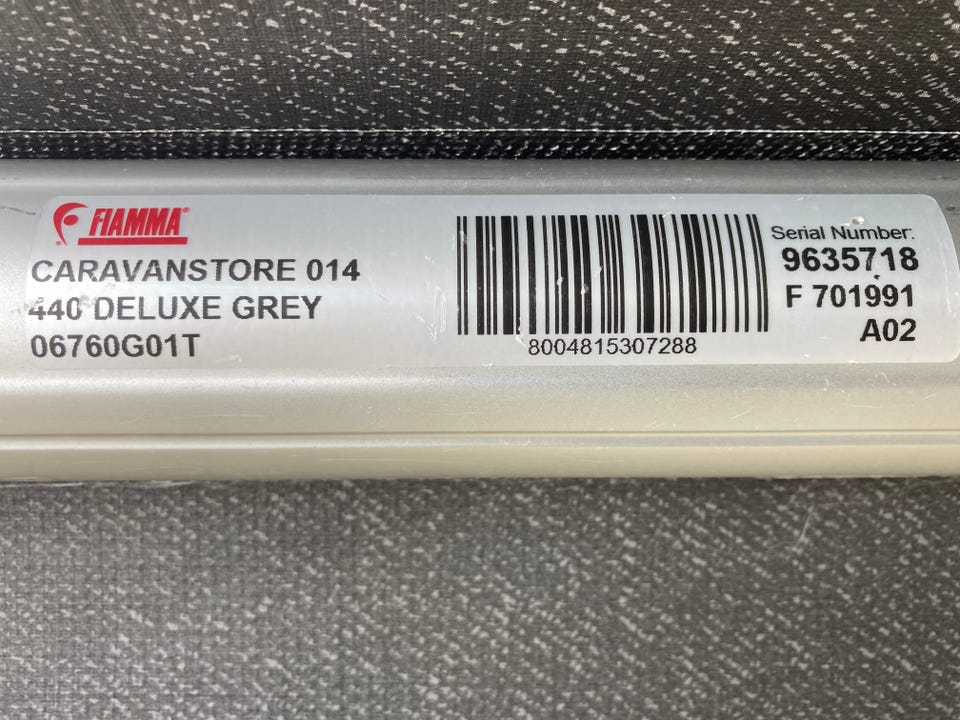 FIAMMA®
CARAVANSTORE 014
440 DELUXE GREY
06760G01T
8004815307288
Serial Number:
9635718
F 701991
A02